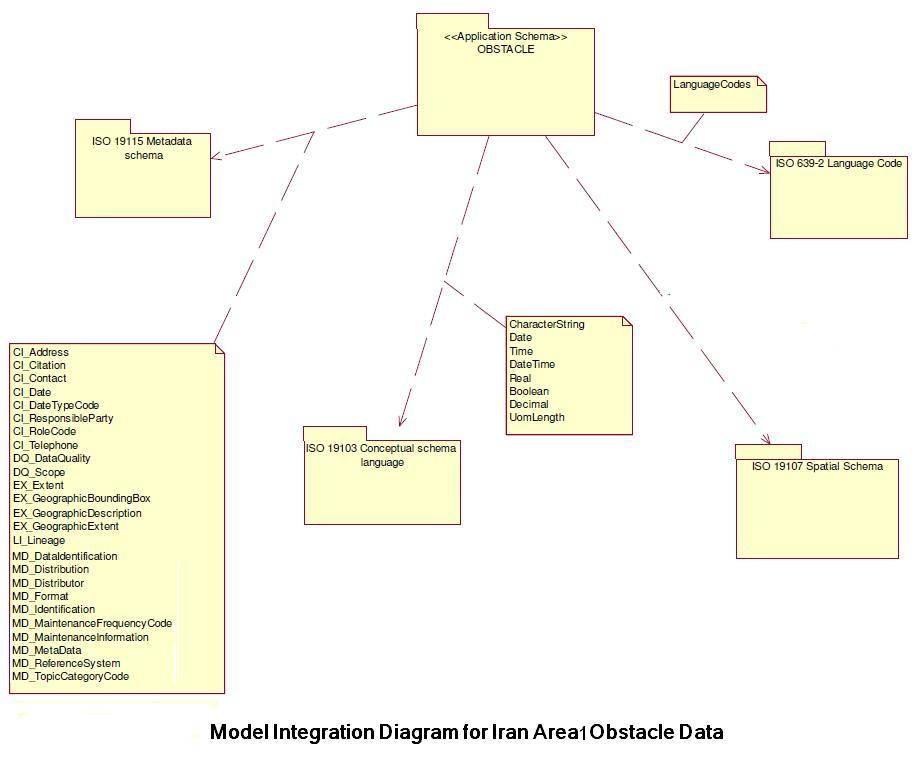 <<Application Schema>>
OBSTACLE
LanguageCodes
ISO 19115 Metadata
schema
ISO 639-2 Language Code
CharacterString
Date
Time
DateTime
Real
Boolean
Decimal
UomLength
CI_Address
CI_Citation
CI_Contact
CI_Date
CI_DateTypeCode
CI_ResponsibleParty
CI_RoleCode
CI_Telephone
DQ_DataQuality
DQ_Scope
EX_Extent
EX_GeographicBoundingBox
EX_GeographicDescription
EX_GeographicExtent
LI_Lineage
MD_DataIdentification
MD_Distribution
MD_Distributor
MD_Format
MD_Identification
MD_MaintenanceFrequencyCode
MD_MaintenanceInformation
MD_MetaData
MD_ReferenceSystem
MD_TopicCategoryCode
ISO 19103 Conceptual schema
language
ISO 19107 Spatial Schema
Model Integration Diagram for Iran Area1 Obstacle Data